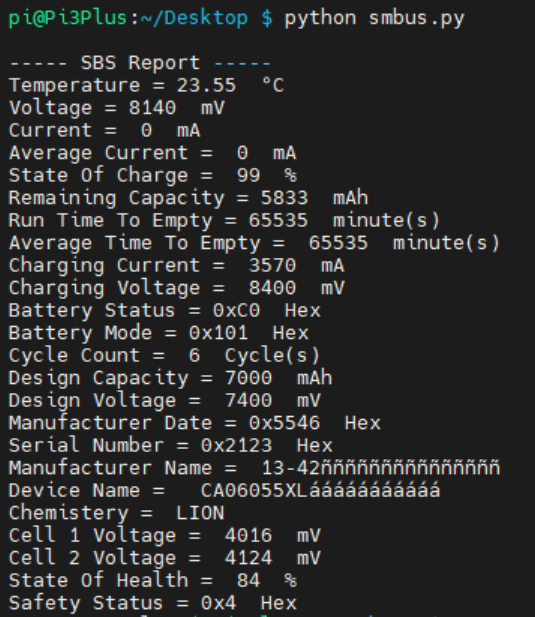 pi@Pi3Plus:~/Desktop $ python smbus.py
----- SBS Report -----
Temperature = 23.55  °C
Voltage = 8140  mV
Current =  0  mA
Average Current =  0  mA
State Of Charge =  99  %
Remaining Capacity = 5833  mAh
Run Time To Empty = 65535  minute(s)
Average Time To Empty =  65535  minute(s)
Charging Current =  3570  mA
Charging Voltage =  8400  mV
Battery Status = 0xC0  Hex
Battery Mode = 0x101  Hex
Cycle Count =  6  Cycle(s)
Design Capacity = 7000  mAh
Design Voltage =  7400  mV
Manufacturer Date = 0x5546  Hex
Serial Number = 0x2123  Hex
Manufacturer Name =  13-42ñññññññññññññññ
Device Name =   CA06055XLááááááááááá
Chemistery =  LION
Cell 1 Voltage =  4016  mV
Cell 2 Voltage =  4124  mV
State Of Health =  84  %
Safety Status = 0x4  Hex